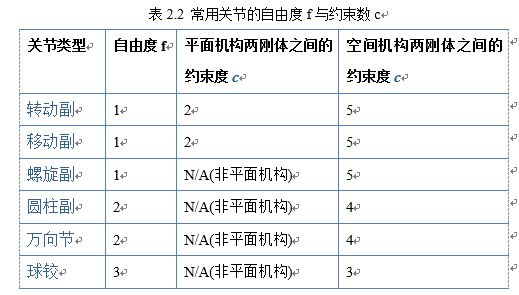 表 2.2 常用关节的自由度 f 与约束数 c
关节类型 自由度 f 平面机构两刚体之间的 空间机构两刚体之间的
约束度 c 约束度 c
转动副 1 2 5
移动副 1 2 5
螺旋副 1 N/A(非平面机构) 5
圆柱副 2 N/A(非平面机构) 4
万向节 2 N/A(非平面机构) 4
球铰 3 N/A(非平面机构) 3